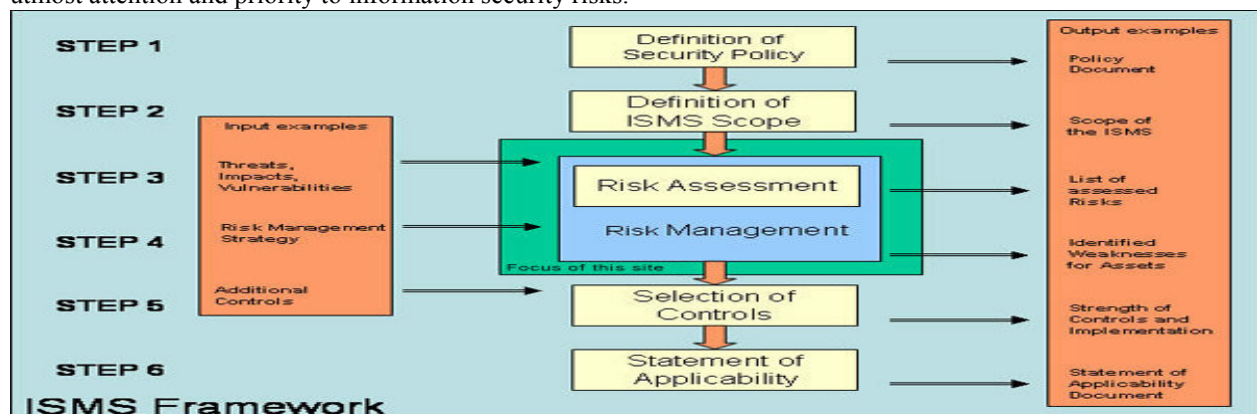 utmost attention and priority to information security risks.
STEP 1
Definition of
Security Policy
Output examples
Policy
Document
STEP 2
Definition of
ISMS Scope
Scope of
the ISMS
Input examples
Threats,
Impacts,
Vulnerabilities
STEP 3
Risk Assessment
List of
assessed
Risks
Risk Management
Strategy
STEP 4
Risk Management
Identified
Weaknesses
for Assets
Focus of this site
Additional
Controls
STEP 5
Selection of
Controls
Strength of
Controls and
Implementation
STEP 6
Statement of
Applicability
Statement of
Applicability
Document
ISMS Framework